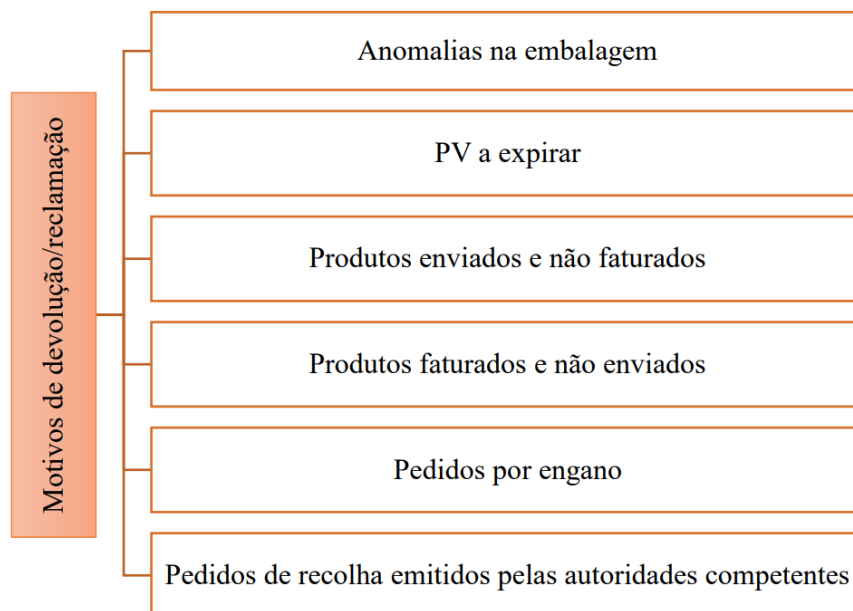 Motivos de devolução/reclamação
Anomalias na embalagem
PV a expirar
Produtos enviados e não faturados
Produtos faturados e não enviados
Pedidos por engano
Pedidos de recolha emitidos pelas autoridades competentes